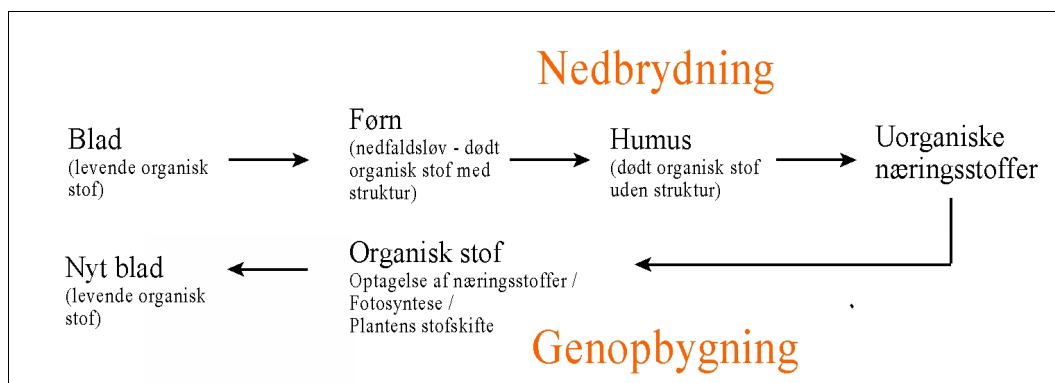 Nedbrydning
Blad
(levende organisk
stof)
Førn
(nedfaldsløv - dødt
organisk stof med
struktur)
Humus
(dødt organisk stof
uden struktur)
Uorganiske
næringsstoffer
Organisk stof
Optagelse af næringsstoffer /
Fotosyntese /
Plantens stofskifte
Nyt blad
(levende organisk
stof)
Genopbygning